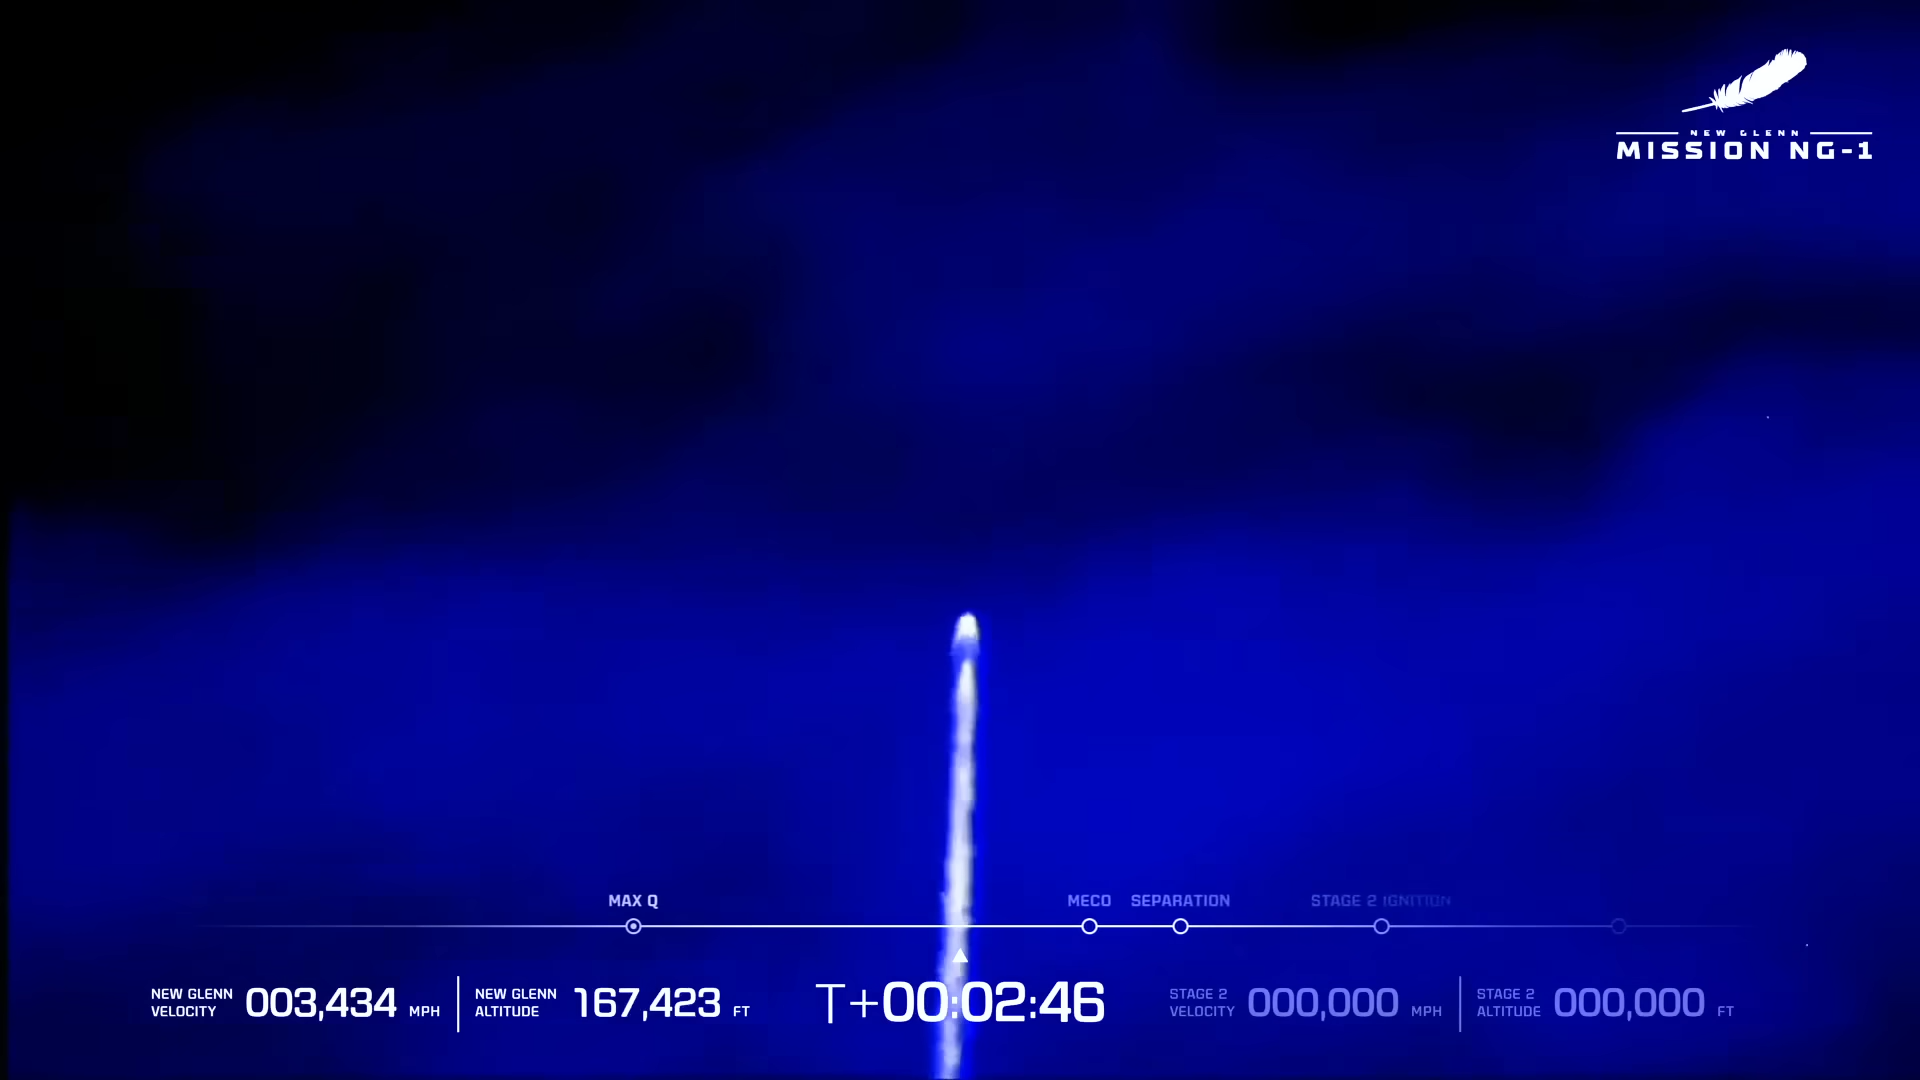 NEW GLENN
MISSION NG-1
MAX Q
MECO
SEPARATION
STAGE 2 IGNITION
NEW GLENN VELOCITY 003,434 MPH
NEW GLENN ALTITUDE 167,423 FT
T+00:02:46
STAGE 2 VELOCITY 000,000 MPH
STAGE 2 ALTITUDE 000,000 FT